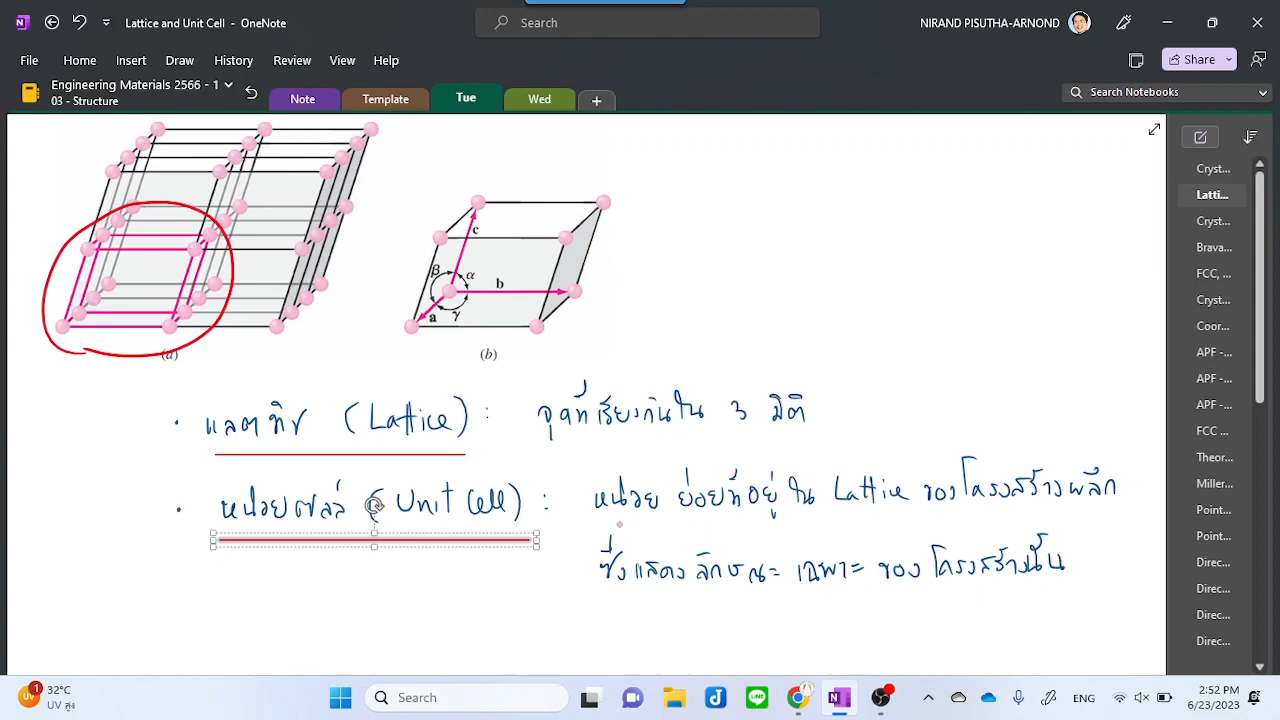 Lattice and Unit Cell - OneNote
Search
NIRAND PISUTHA-ARNOND
File Home Insert Draw History Review View Help
Share
Engineering Materials 2566 - 1
03 - Structure
Note Template Tue Wed +
Search Notebooks
Cryst...
Latti...
Cryst...
Brava...
FCC, ...
Cryst...
Coor...
APF - ...
APF - ...
APF - ...
FCC ...
Theor...
Miller...
Point...
Point...
Direc...
Direc...
Direc...
Direc...
c
β α
b
a γ
(a) (b)
· แลตทิซ (Lattice) : จุดที่เรียงกันใน 3 มิติ
· หน่วยเซลล์ (Unit Cell) : หน่วย ย่อยที่อยู่ ใน Lattice ของโครงสร้างผลึก
ซึ่งแสดง ลักษณะ เฉพาะ ของ โครงสร้างนั้น
1
UV
32°C
UV สูง
Search
LINE
ENG
2:52 PM
6/23/2023